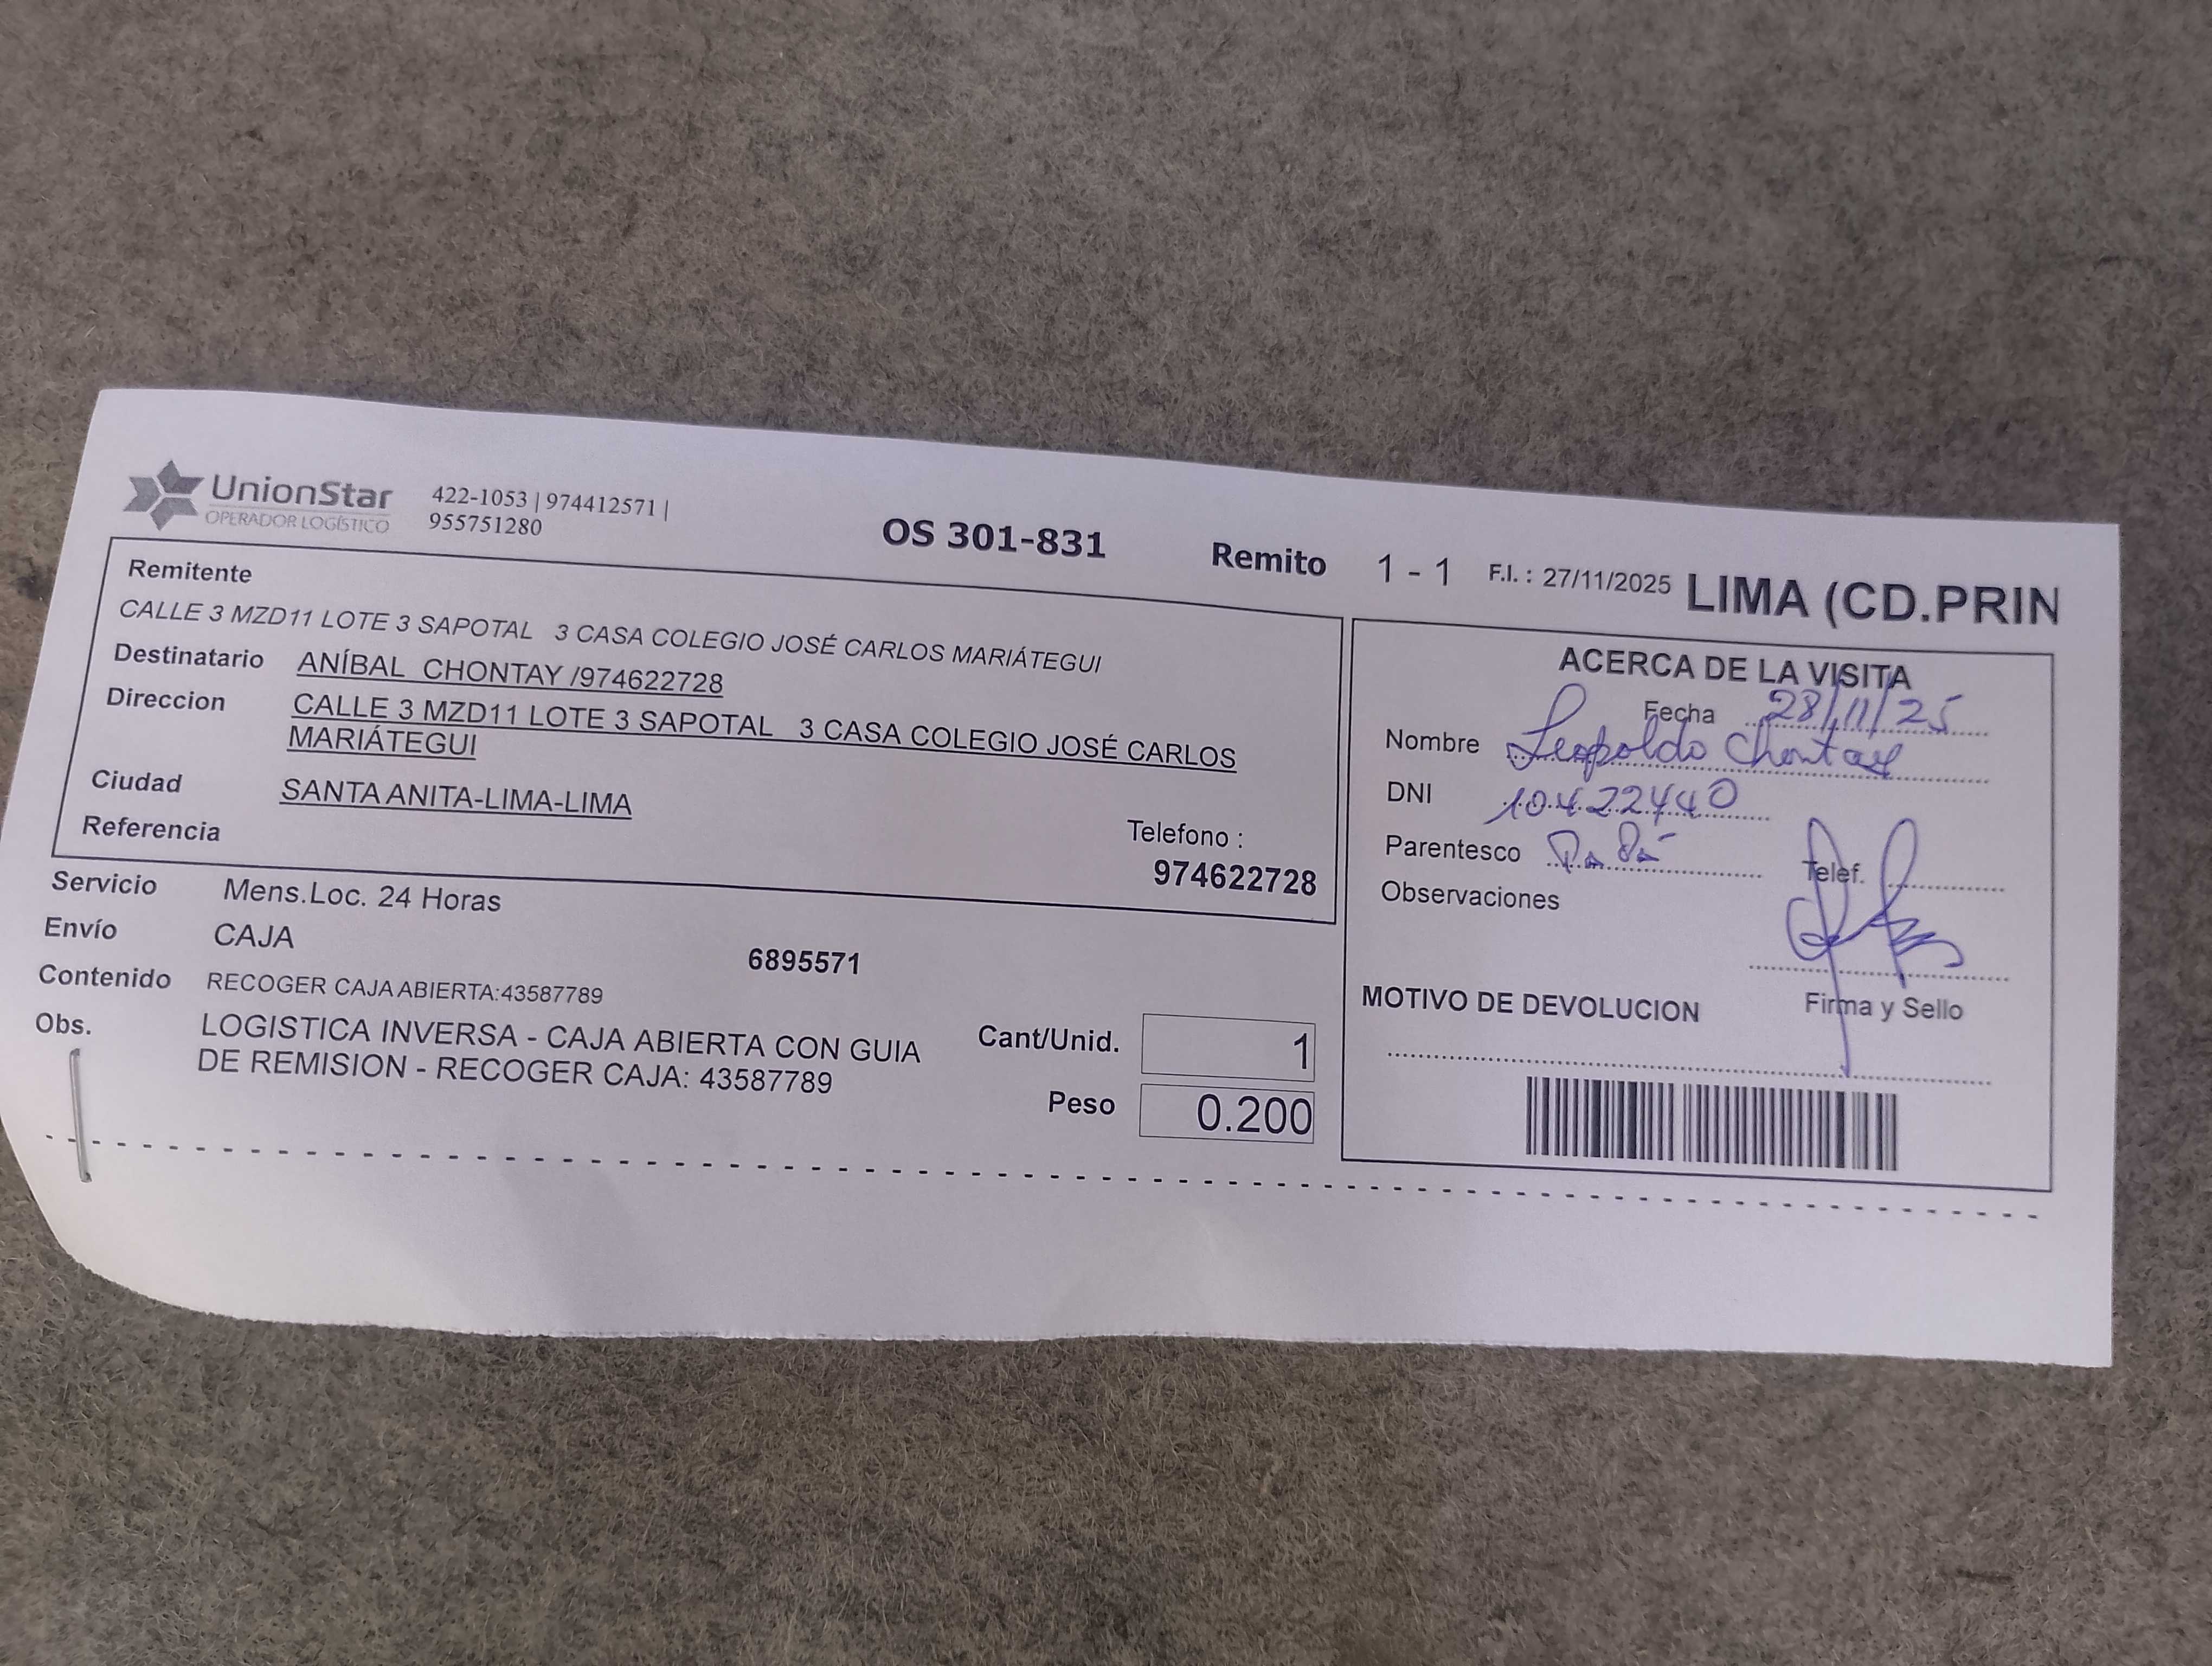 UnionStar
OPERADOR LOGÍSTICO
422-1053 | 974412571 |
955751280
OS 301-831
Remito 1 - 1 F.I. : 27/11/2025 LIMA (CD.PRIN
Remitente
CALLE 3 MZD11 LOTE 3 SAPOTAL 3 CASA COLEGIO JOSÉ CARLOS MARIÁTEGUI
Destinatario ANÍBAL CHONTAY /974622728
Direccion CALLE 3 MZD11 LOTE 3 SAPOTAL 3 CASA COLEGIO JOSÉ CARLOS
MARIÁTEGUI
Ciudad SANTA ANITA-LIMA-LIMA
Referencia
Telefono :
974622728
Servicio Mens.Loc. 24 Horas
Envío CAJA
6895571
Contenido RECOGER CAJA ABIERTA:43587789
Obs. LOGISTICA INVERSA - CAJA ABIERTA CON GUIA
DE REMISION - RECOGER CAJA: 43587789
Cant/Unid. 1
Peso 0.200
ACERCA DE LA VISITA
Fecha 28/11/25
Nombre Leopoldo Chontay
DNI 10422440
Parentesco Papá
Telef.
Observaciones
Firma y Sello
MOTIVO DE DEVOLUCION